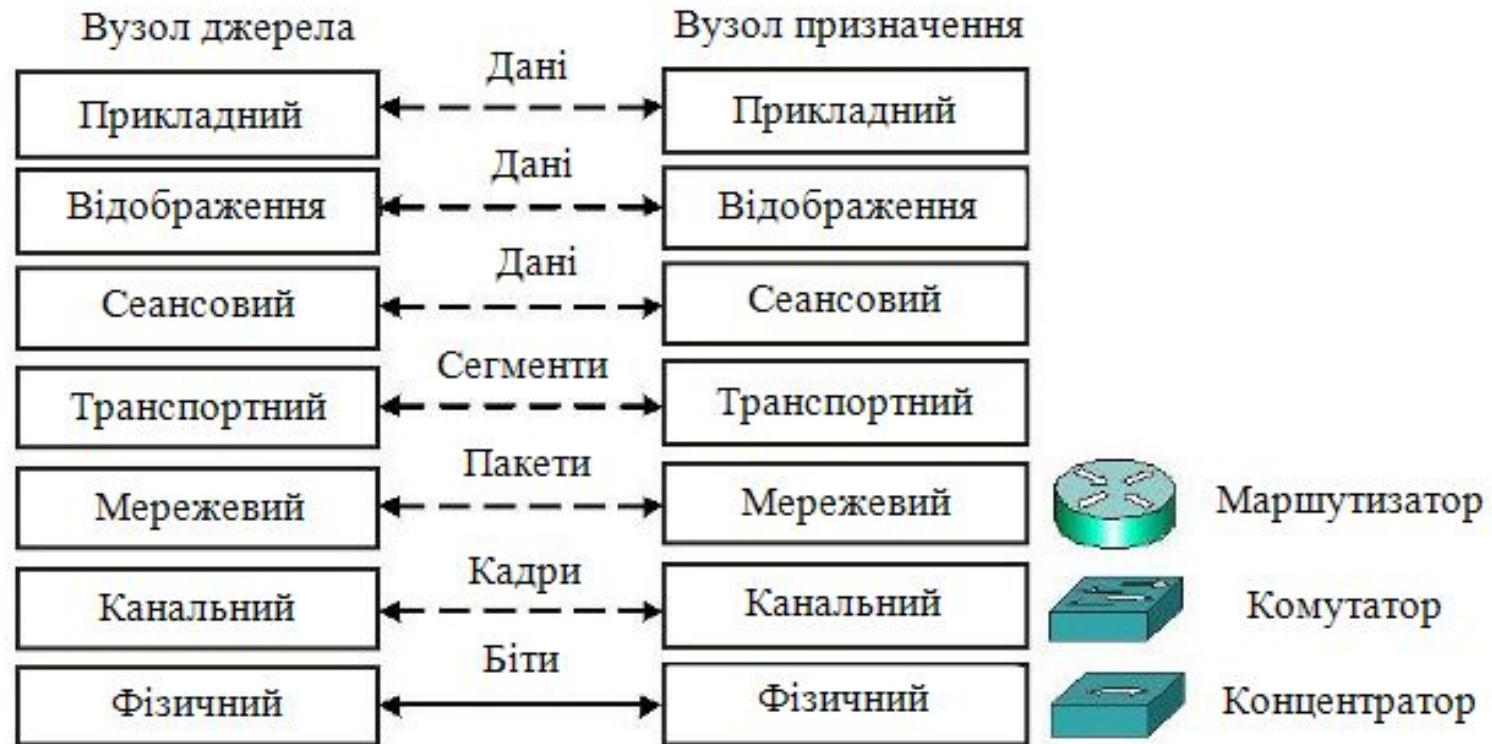 Вузол джерела
Вузол призначення
Дані
Прикладний
Прикладний
Дані
Відображення
Відображення
Дані
Сеансовий
Сеансовий
Сегменти
Транспортний
Транспортний
Пакети
Мережевий
Мережевий
Маршутизатор
Кадри
Канальний
Канальний
Комутатор
Біти
Фізичний
Фізичний
Концентратор